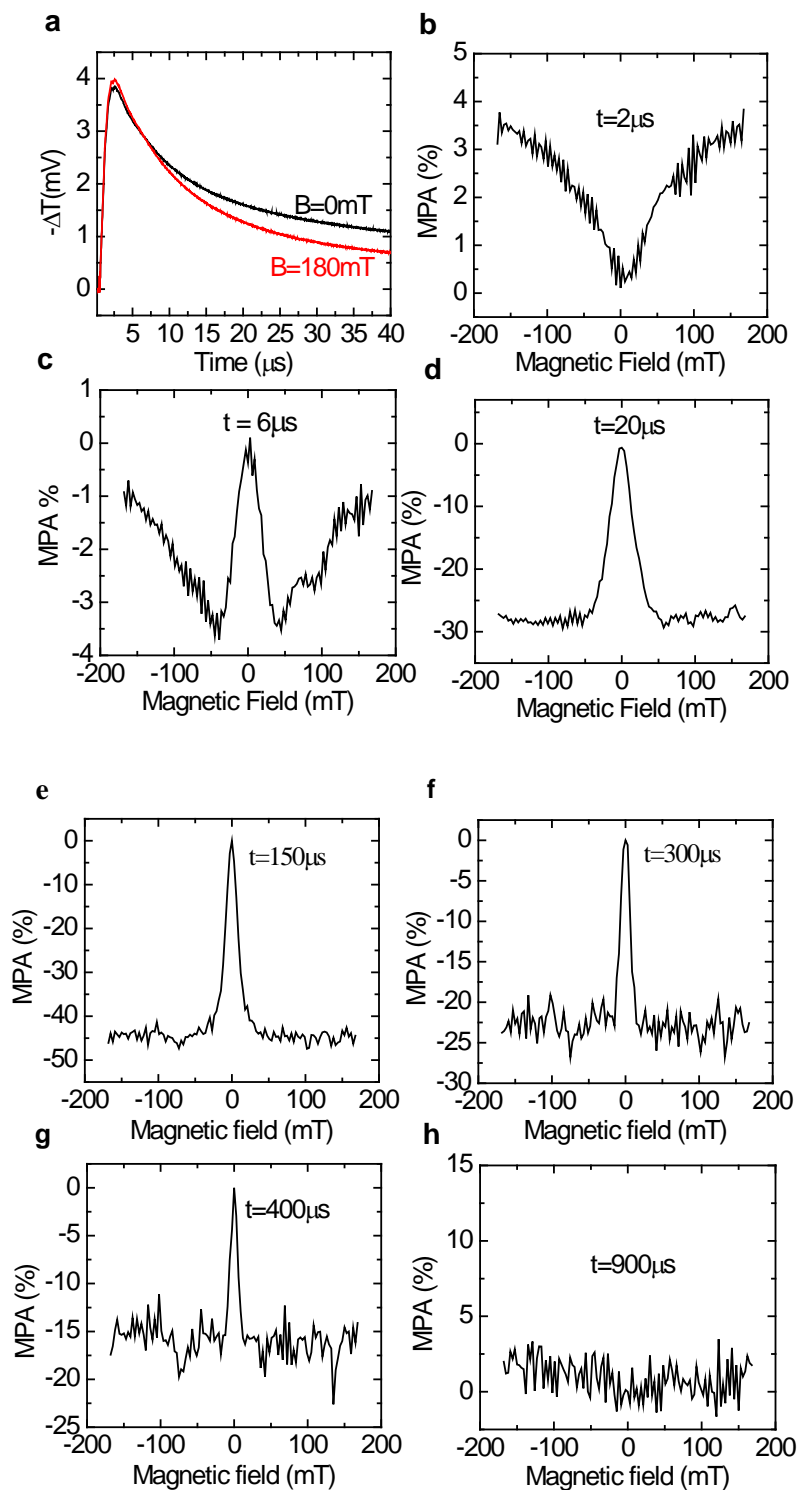 a
-ΔT(mV)
4
3
2
1
0
B=0mT
B=180mT
5 10 15 20 25 30 35 40
Time (μs)
b
MPA (%)
5
4
3
2
1
0
t=2μs
-200 -100 0 100 200
Magnetic Field (mT)
c
MPA %
1
0
-1
-2
-3
-4
t = 6μs
-200 -100 0 100 200
Magnetic Field (mT)
d
MPA (%)
0
-10
-20
-30
t=20μs
-200 -100 0 100 200
Magnetic Field (mT)
e
MPA (%)
0
-10
-20
-30
-40
-50
t=150μs
-200 -100 0 100 200
Magnetic field (mT)
f
MPA (%)
0
-5
-10
-15
-20
-25
-30
t=300μs
-200 -100 0 100 200
Magnetic field (mT)
g
MPA (%)
0
-5
-10
-15
-20
-25
t=400μs
-200 -100 0 100 200
Magnetic field (mT)
h
MPA (%)
15
10
5
0
t=900μs
-200 -100 0 100 200
Magnetic field (mT)